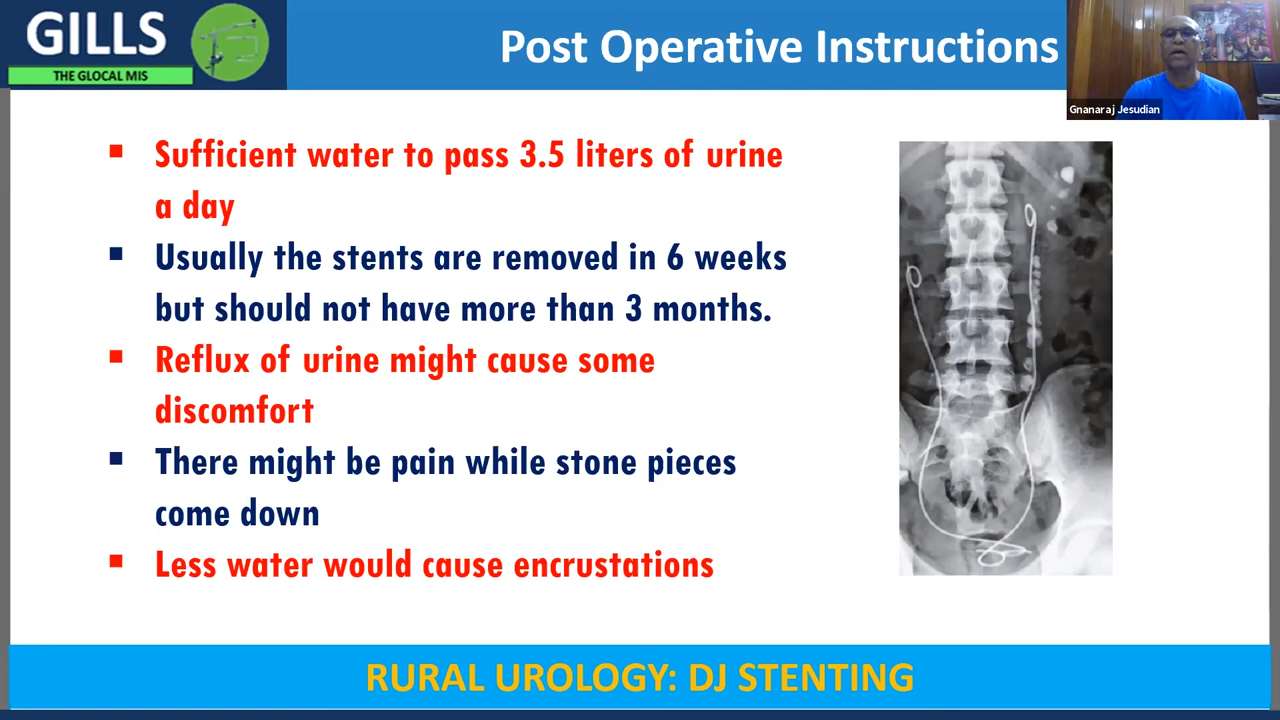 GILLS
THE GLOCAL MIS
Post Operative Instructions
Gnanaraj Jesudian
▪ Sufficient water to pass 3.5 liters of urine
a day
▪ Usually the stents are removed in 6 weeks
but should not have more than 3 months.
▪ Reflux of urine might cause some
discomfort
▪ There might be pain while stone pieces
come down
▪ Less water would cause encrustations
RURAL UROLOGY: DJ STENTING